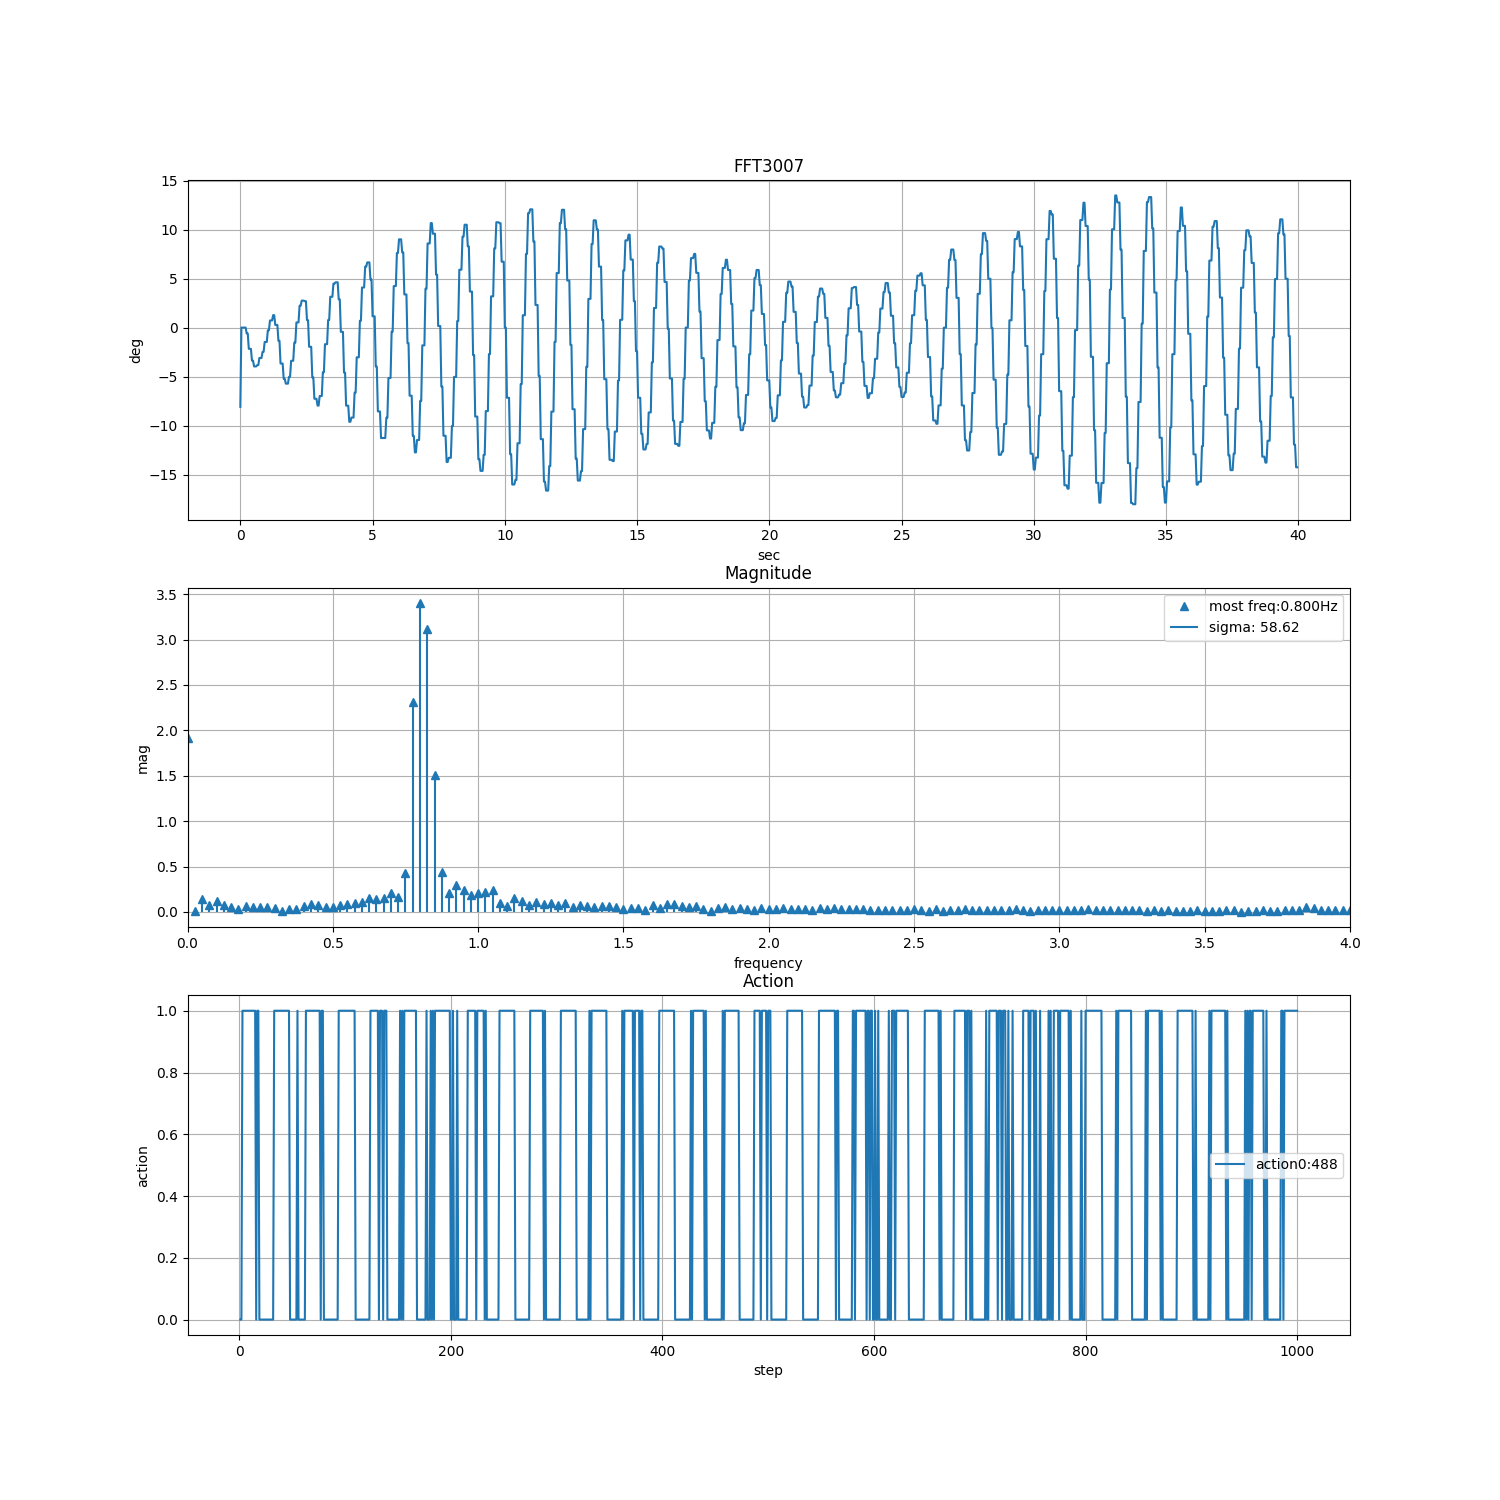 FFT3007
15
10
5
0
−5
−10
−15
deg
0 5 10 15 20 25 30 35 40
sec
Magnitude
3.5
3.0
2.5
2.0
1.5
1.0
0.5
0.0
mag
most freq:0.800Hz
sigma: 58.62
0.0 0.5 1.0 1.5 2.0 2.5 3.0 3.5 4.0
frequency
Action
1.0
0.8
0.6
0.4
0.2
0.0
action
action0:488
0 200 400 600 800 1000
step